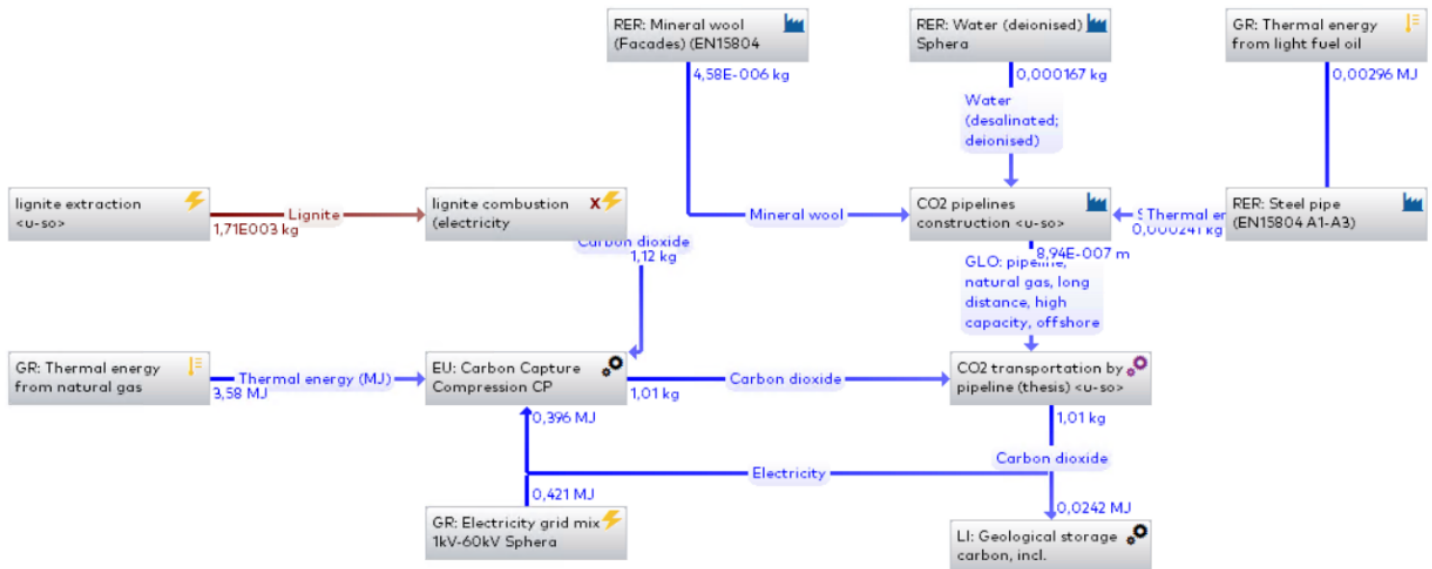 RER: Mineral wool
(Facades) (EN15804
4,58E-006 kg
RER: Water (deionised)
Sphera
0,000167 kg
GR: Thermal energy
from light fuel oil
0,00296 MJ
Water
(desalinated;
deionised)
lignite extraction
<u-so>
Lignite
1,71E003 kg
lignite combustion
(electricity
X
Mineral wool
CO2 pipelines
construction <u-so>
Thermal er
0,000241 kg
RER: Steel pipe
(EN15804 A1-A3)
Carbon dioxide
1,12 kg
8,94E-007 m
GLO: pipeline,
natural gas, long
distance, high
capacity, offshore
GR: Thermal energy
from natural gas
Thermal energy (MJ)
3,58 MJ
EU: Carbon Capture
Compression CP
Carbon dioxide
1,01 kg
CO2 transportation by
pipeline (thesis) <u-so>
0,396 MJ
1,01 kg
Carbon dioxide
Electricity
0,421 MJ
0,0242 MJ
GR: Electricity grid mix
1kV-60kV Sphera
LI: Geological storage
carbon, incl.